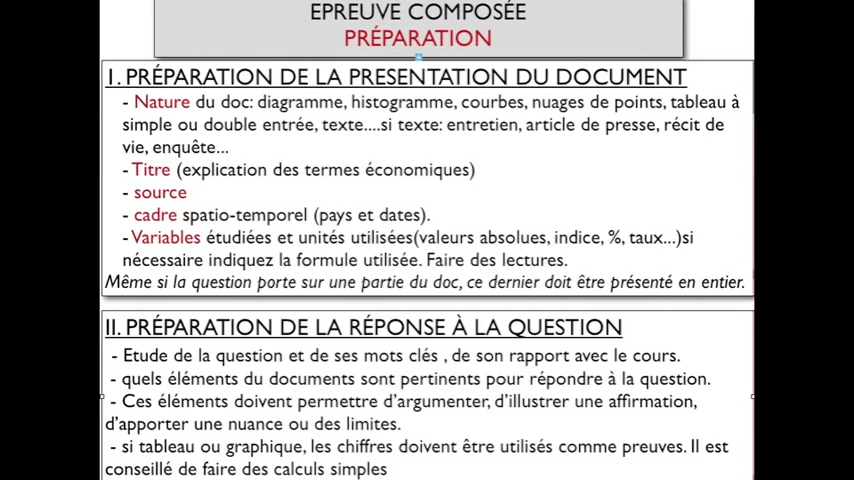 EPREUVE COMPOSÉE
PRÉPARATION
1. PRÉPARATION DE LA PRESENTATION DU DOCUMENT
- Nature du doc: diagramme, histogramme, courbes, nuages de points, tableau à
simple ou double entrée, texte....si texte: entretien, article de presse, récit de
vie, enquête...
- Titre (explication des termes économiques)
- source
- cadre spatio-temporel (pays et dates).
- Variables étudiées et unités utilisées(valeurs absolues, indice, %, taux...)si
nécessaire indiquez la formule utilisée. Faire des lectures.
Même si la question porte sur une partie du doc, ce dernier doit être présenté en entier.
II. PRÉPARATION DE LA RÉPONSE À LA QUESTION
- Etude de la question et de ses mots clés , de son rapport avec le cours.
- quels éléments du documents sont pertinents pour répondre à la question.
- Ces éléments doivent permettre d'argumenter, d'illustrer une affirmation,
d'apporter une nuance ou des limites.
- si tableau ou graphique, les chiffres doivent être utilisés comme preuves. Il est
conseillé de faire des calculs simples